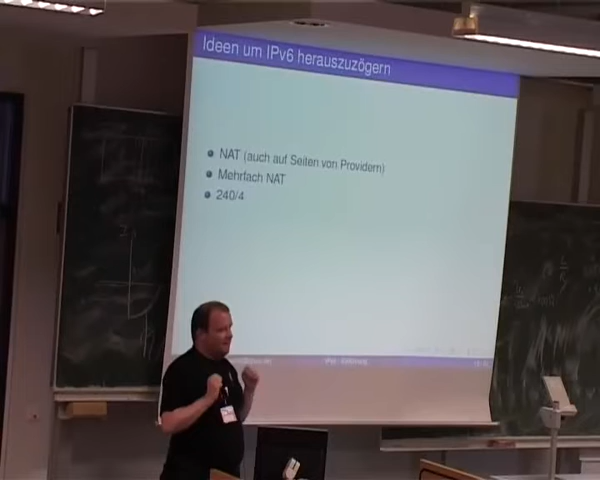 Ideen um IPv6 herauszuzögern
NAT (auch auf Seiten von Providern)
Mehrfach NAT
240/4